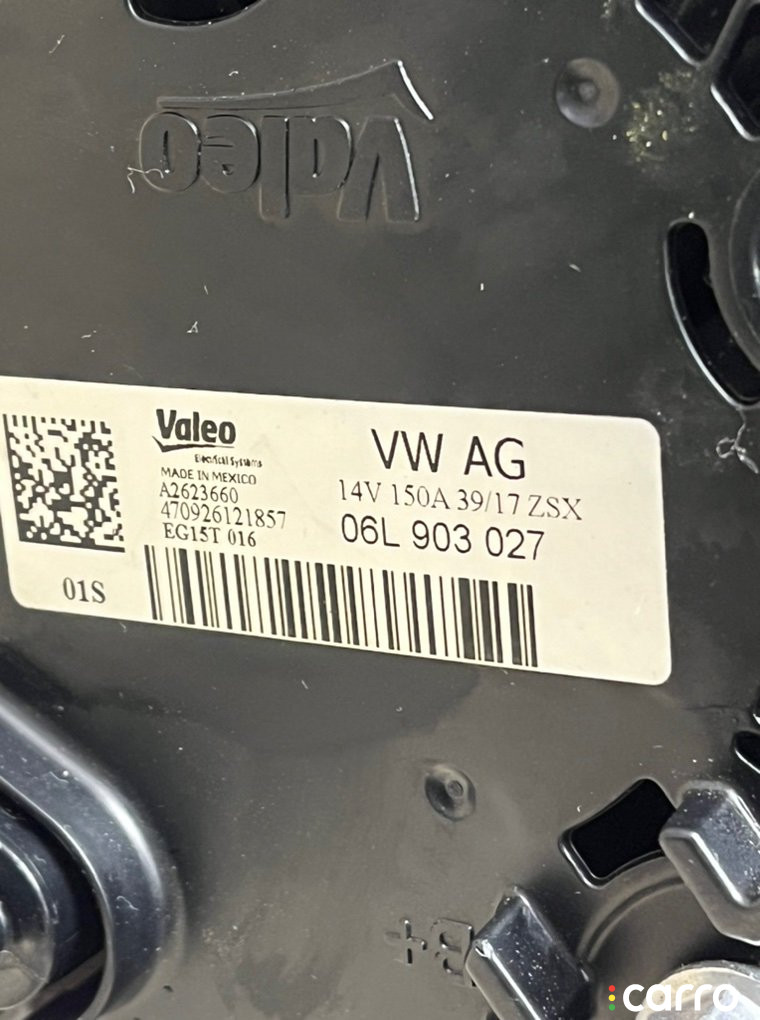 Valeo
Valeo
Electrical Systems
MADE IN MEXICO
A2623660
470926121857
EG15T 016
01S
VW AG
14V 150A 39/17 ZSX
06L 903 027
B+
carro